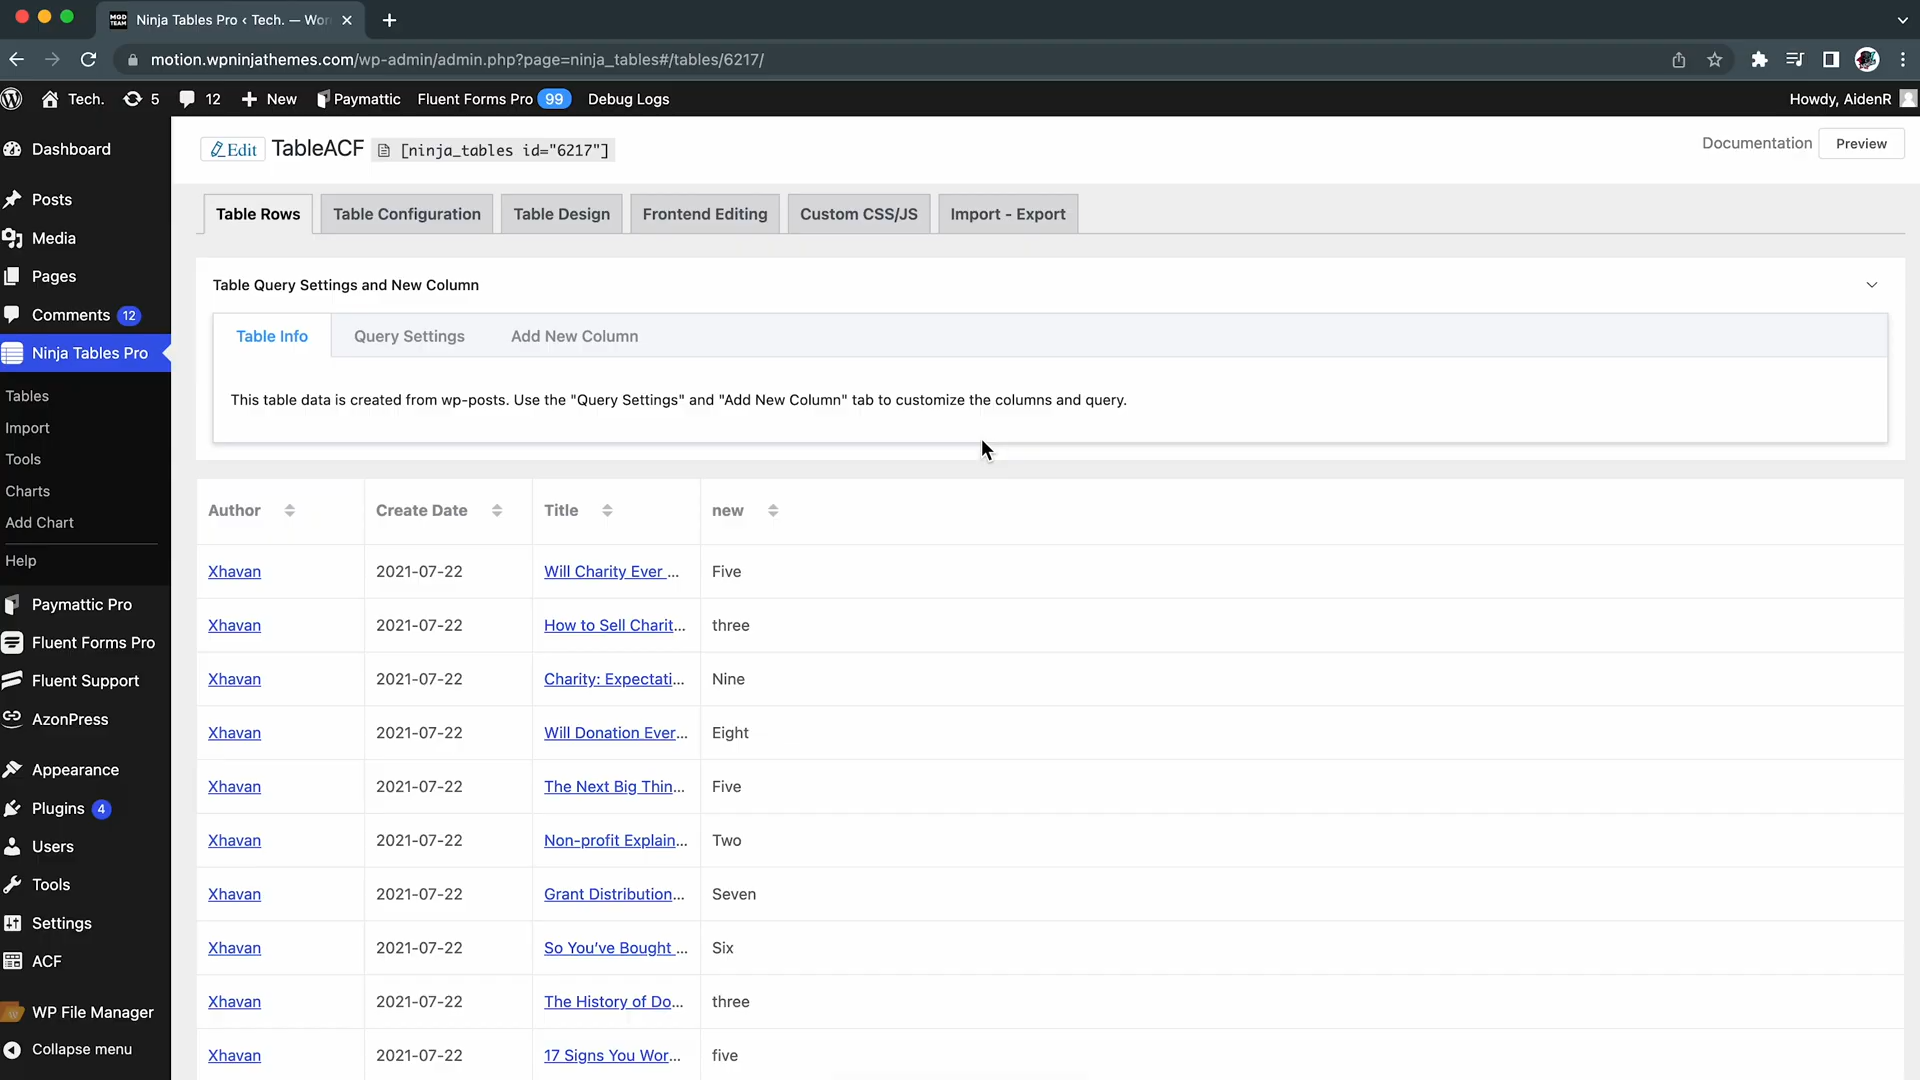 MGD
TEAM
Ninja Tables Pro ‹ Tech. — Wor
motion.wpninjathemes.com/wp-admin/admin.php?page=ninja_tables#/tables/6217/
Tech. 5 12 New Paymattic Fluent Forms Pro 99 Debug Logs Howdy, AidenR
Dashboard
Posts
Media
Pages
Comments 12
Ninja Tables Pro
Tables
Import
Tools
Charts
Add Chart
Help
Paymattic Pro
Fluent Forms Pro
Fluent Support
AzonPress
Appearance
Plugins 4
Users
Tools
Settings
ACF
WP File Manager
Collapse menu
Edit TableACF [ninja_tables id="6217"] Documentation Preview
Table Rows Table Configuration Table Design Frontend Editing Custom CSS/JS Import - Export
Table Query Settings and New Column
Table Info Query Settings Add New Column
This table data is created from wp-posts. Use the "Query Settings" and "Add New Column" tab to customize the columns and query.
Author Create Date Title new
Xhavan 2021-07-22 Will Charity Ever ... Five
Xhavan 2021-07-22 How to Sell Charit... three
Xhavan 2021-07-22 Charity: Expectati... Nine
Xhavan 2021-07-22 Will Donation Ever... Eight
Xhavan 2021-07-22 The Next Big Thin... Five
Xhavan 2021-07-22 Non-profit Explain... Two
Xhavan 2021-07-22 Grant Distribution... Seven
Xhavan 2021-07-22 So You’ve Bought ... Six
Xhavan 2021-07-22 The History of Do... three
Xhavan 2021-07-22 17 Signs You Wor... five